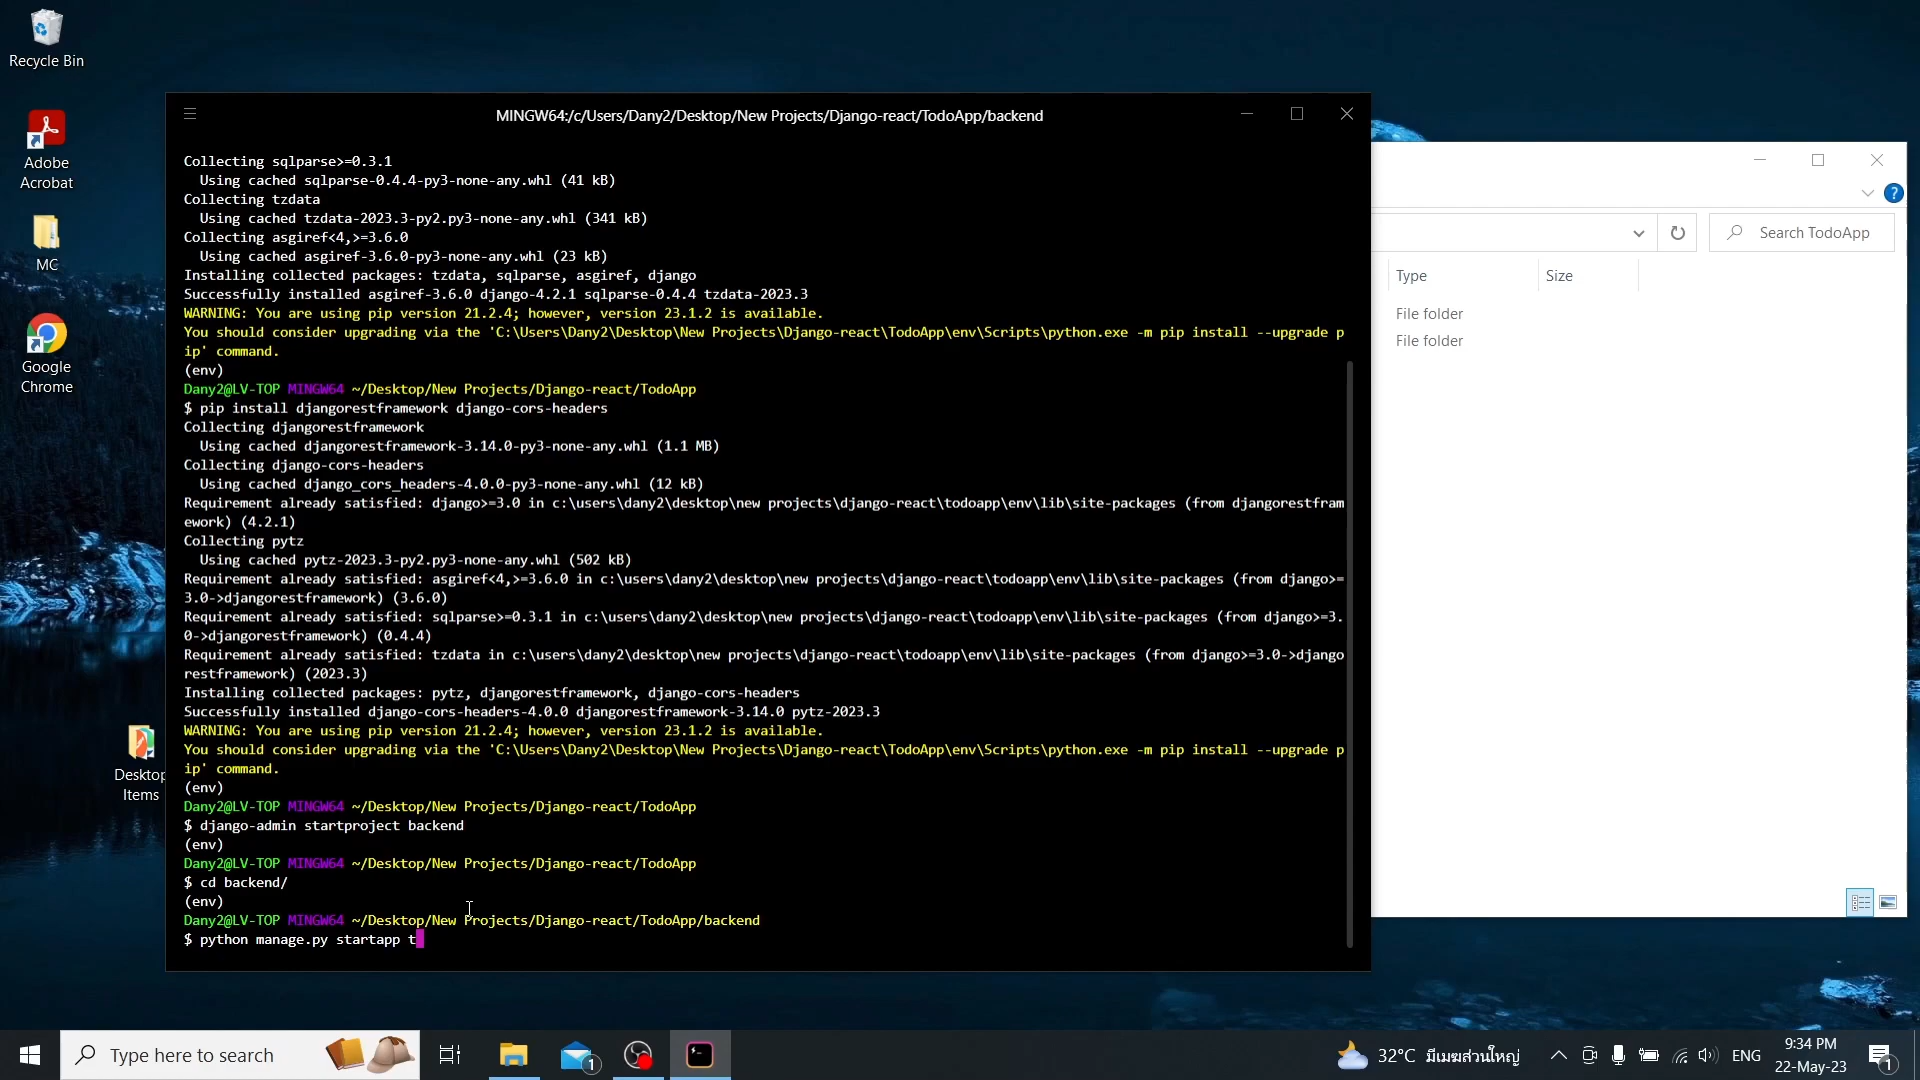 Recycle Bin
Adobe
Acrobat
MC
Google
Chrome
Desktop
Items
MINGW64:/c/Users/Dany2/Desktop/New Projects/Django-react/TodoApp/backend
Collecting sqlparse>=0.3.1
  Using cached sqlparse-0.4.4-py3-none-any.whl (41 kB)
Collecting tzdata
  Using cached tzdata-2023.3-py2.py3-none-any.whl (341 kB)
Collecting asgiref<4,>=3.6.0
  Using cached asgiref-3.6.0-py3-none-any.whl (23 kB)
Installing collected packages: tzdata, sqlparse, asgiref, django
Successfully installed asgiref-3.6.0 django-4.2.1 sqlparse-0.4.4 tzdata-2023.3
WARNING: You are using pip version 21.2.4; however, version 23.1.2 is available.
You should consider upgrading via the 'C:\Users\Dany2\Desktop\New Projects\Django-react\TodoApp\env\Scripts\python.exe -m pip install --upgrade p
ip' command.
(env)
Dany2@LV-TOP MINGW64 ~/Desktop/New Projects/Django-react/TodoApp
$ pip install djangorestframework django-cors-headers
Collecting djangorestframework
  Using cached djangorestframework-3.14.0-py3-none-any.whl (1.1 MB)
Collecting django-cors-headers
  Using cached django_cors_headers-4.0.0-py3-none-any.whl (12 kB)
Requirement already satisfied: django>=3.0 in c:\users\dany2\desktop\new projects\django-react\todoapp\env\lib\site-packages (from djangorestfram
ework) (4.2.1)
Collecting pytz
  Using cached pytz-2023.3-py2.py3-none-any.whl (502 kB)
Requirement already satisfied: asgiref<4,>=3.6.0 in c:\users\dany2\desktop\new projects\django-react\todoapp\env\lib\site-packages (from django>=
3.0->djangorestframework) (3.6.0)
Requirement already satisfied: sqlparse>=0.3.1 in c:\users\dany2\desktop\new projects\django-react\todoapp\env\lib\site-packages (from django>=3.
0->djangorestframework) (0.4.4)
Requirement already satisfied: tzdata in c:\users\dany2\desktop\new projects\django-react\todoapp\env\lib\site-packages (from django>=3.0->django
restframework) (2023.3)
Installing collected packages: pytz, djangorestframework, django-cors-headers
Successfully installed django-cors-headers-4.0.0 djangorestframework-3.14.0 pytz-2023.3
WARNING: You are using pip version 21.2.4; however, version 23.1.2 is available.
You should consider upgrading via the 'C:\Users\Dany2\Desktop\New Projects\Django-react\TodoApp\env\Scripts\python.exe -m pip install --upgrade p
ip' command.
(env)
Dany2@LV-TOP MINGW64 ~/Desktop/New Projects/Django-react/TodoApp
$ django-admin startproject backend
(env)
Dany2@LV-TOP MINGW64 ~/Desktop/New Projects/Django-react/TodoApp
$ cd backend/
(env)
Dany2@LV-TOP MINGW64 ~/Desktop/New Projects/Django-react/TodoApp/backend
$ python manage.py startapp t
Search TodoApp
Type Size
File folder
File folder
Type here to search
1
32°C มีเมฆส่วนใหญ่
ENG
9:34 PM
22-May-23
1